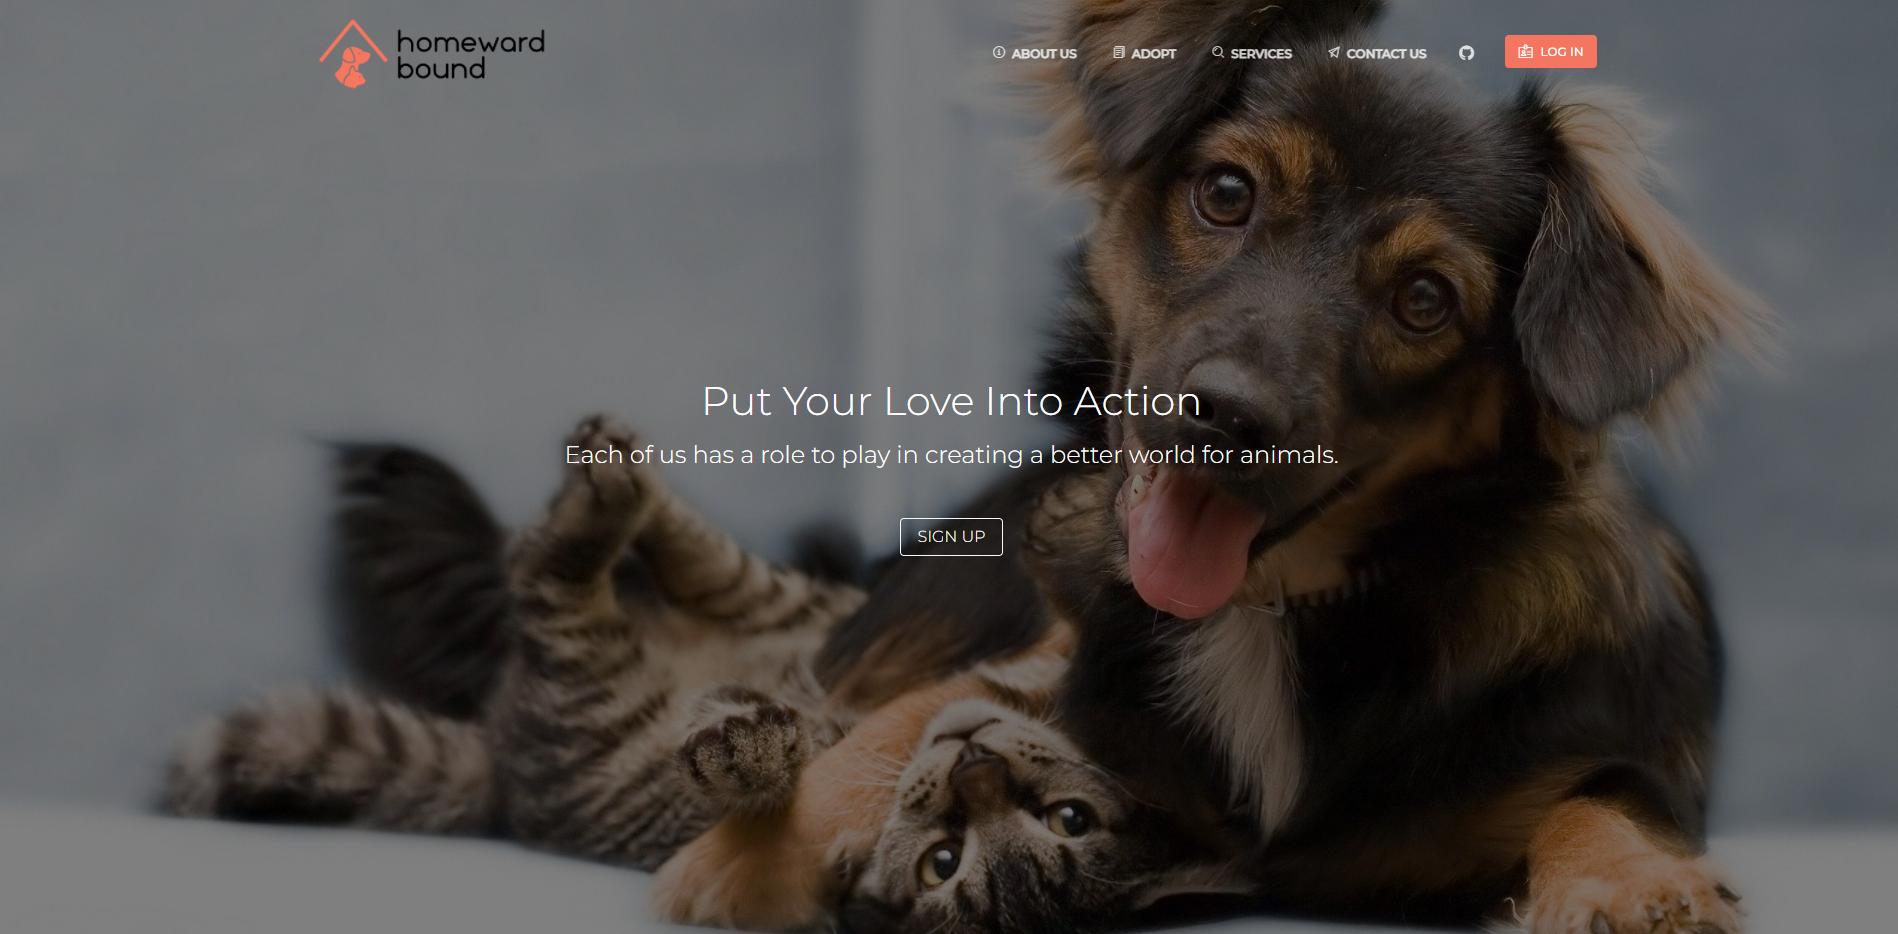 homeward
bound
ABOUT US
ADOPT
SERVICES
CONTACT US
LOG IN
Put Your Love Into Action
Each of us has a role to play in creating a better world for animals.
SIGN UP